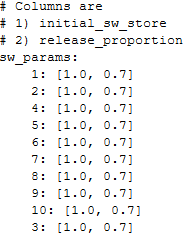 # Columns are
# 1) initial_sw_store
# 2) release_proportion
sw_params:
    1: [1.0, 0.7]
    2: [1.0, 0.7]
    4: [1.0, 0.7]
    5: [1.0, 0.7]
    6: [1.0, 0.7]
    7: [1.0, 0.7]
    8: [1.0, 0.7]
    9: [1.0, 0.7]
    10: [1.0, 0.7]
    3: [1.0, 0.7]